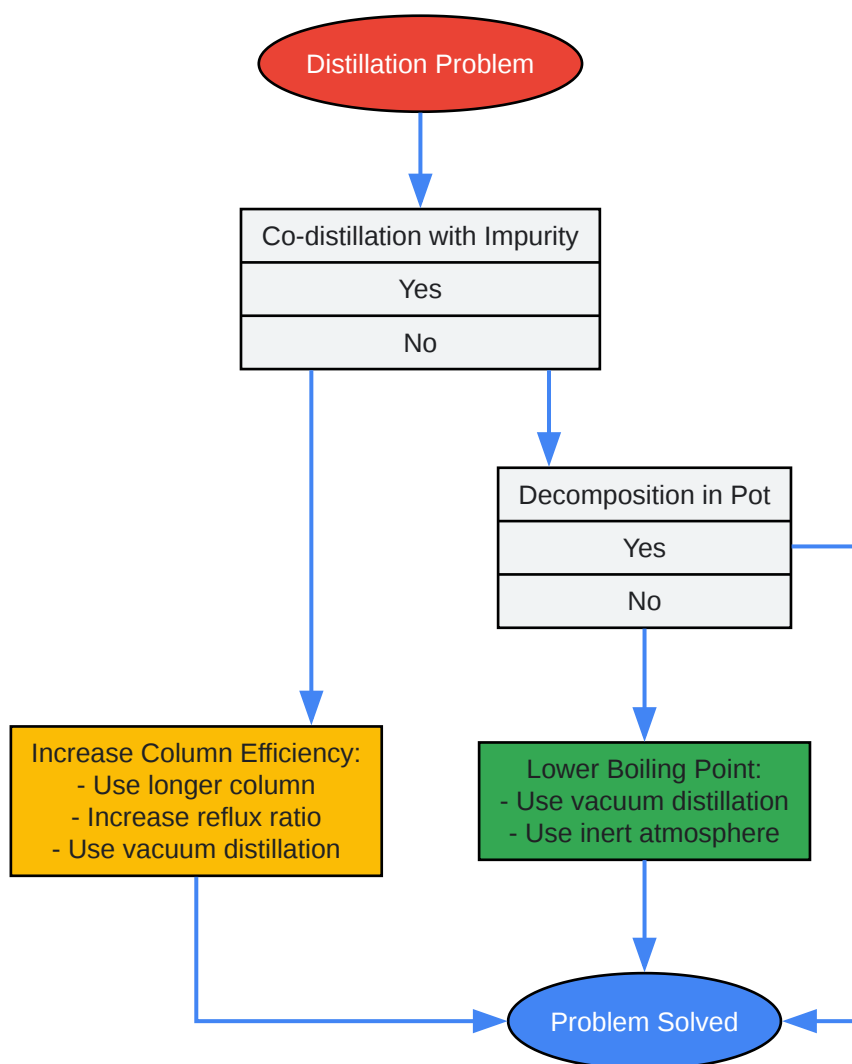 Distillation Problem
Co-distillation with Impurity
Yes
No
Decomposition in Pot
Yes
No
Increase Column Efficiency:
- Use longer column
- Increase reflux ratio
- Use vacuum distillation
Lower Boiling Point:
- Use vacuum distillation
- Use inert atmosphere
Problem Solved